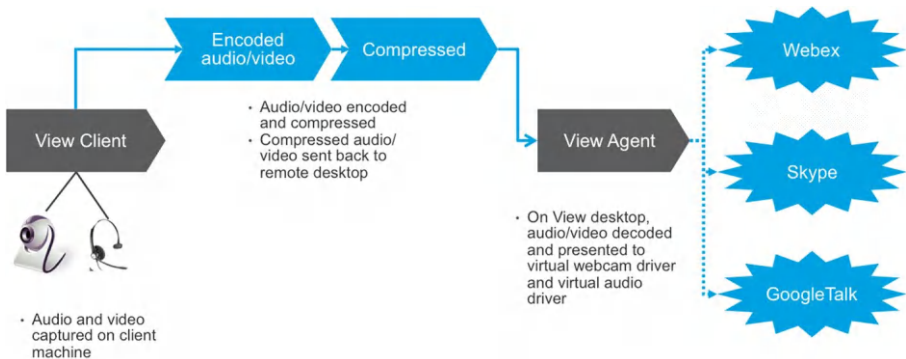 Encoded
audio/video
Compressed
Webex
• Audio/video encoded
and compressed
• Compressed audio/
video sent back to
remote desktop
View Client
View Agent
Skype
• On View desktop,
audio/video decoded
and presented to
virtual webcam driver
and virtual audio
driver
GoogleTalk
• Audio and video
captured on client
machine